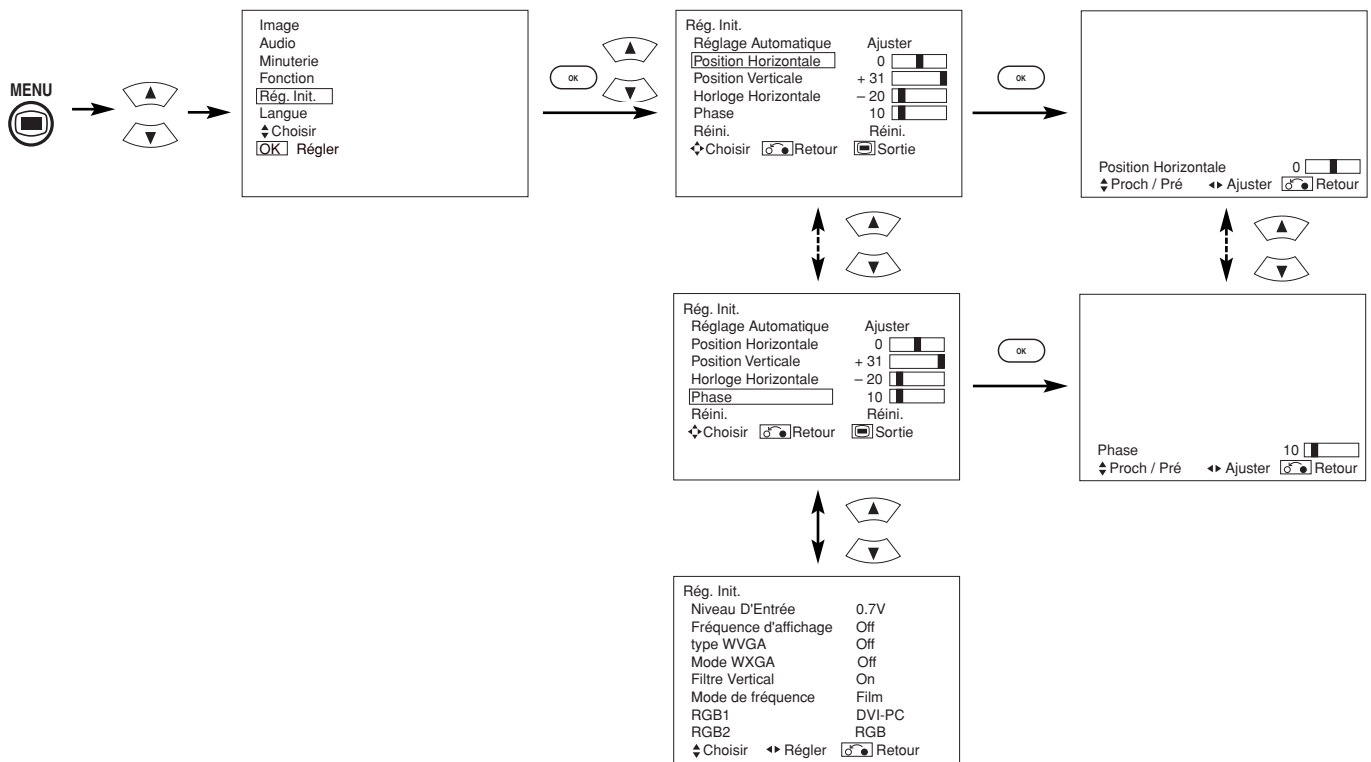 MENU
Image
Audio
Minuterie
Fonction
Rég. Init.
Langue
Choisir
OK Régler
OK
Rég. Init.
Réglage Automatique Ajuster
Position Horizontale 0
Position Verticale + 31
Horloge Horizontale – 20
Phase 10
Réini. Réini.
Choisir Retour Sortie
OK
Position Horizontale 0
Proch / Pré Ajuster Retour
Rég. Init.
Réglage Automatique Ajuster
Position Horizontale 0
Position Verticale + 31
Horloge Horizontale – 20
Phase 10
Réini. Réini.
Choisir Retour Sortie
OK
Phase 10
Proch / Pré Ajuster Retour
Rég. Init.
Niveau D'Entrée 0.7V
Fréquence d'affichage Off
type WVGA Off
Mode WXGA Off
Filtre Vertical On
Mode de fréquence Film
RGB1 DVI-PC
RGB2 RGB
Choisir Régler Retour